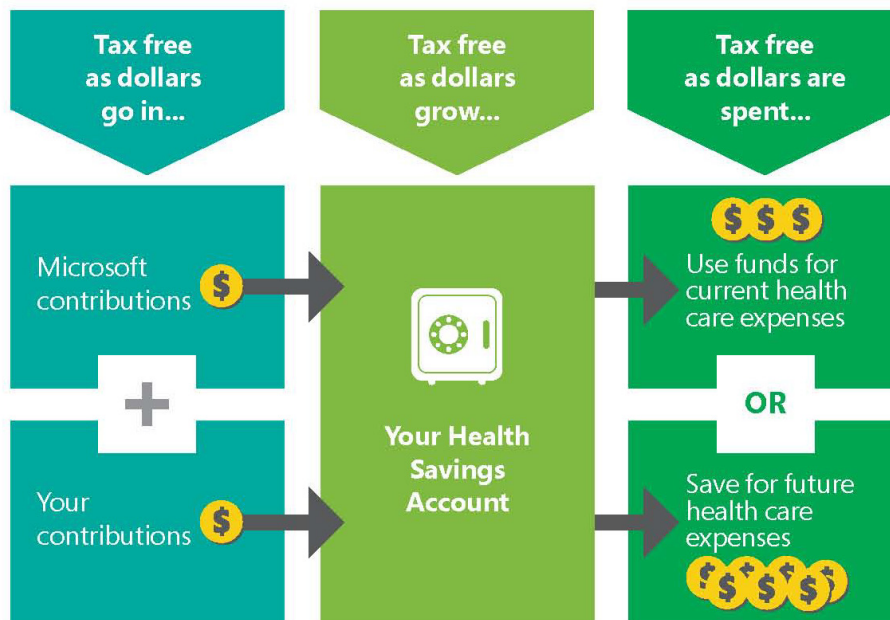 Tax free
as dollars
go in...
Tax free
as dollars
grow...
Tax free
as dollars are
spent...
Microsoft
contributions
$
+
Your
contributions
$
Your Health
Savings
Account
$ $ $
Use funds for
current health
care expenses
OR
Save for future
health care
expenses
$ $ $ $ $ $ $